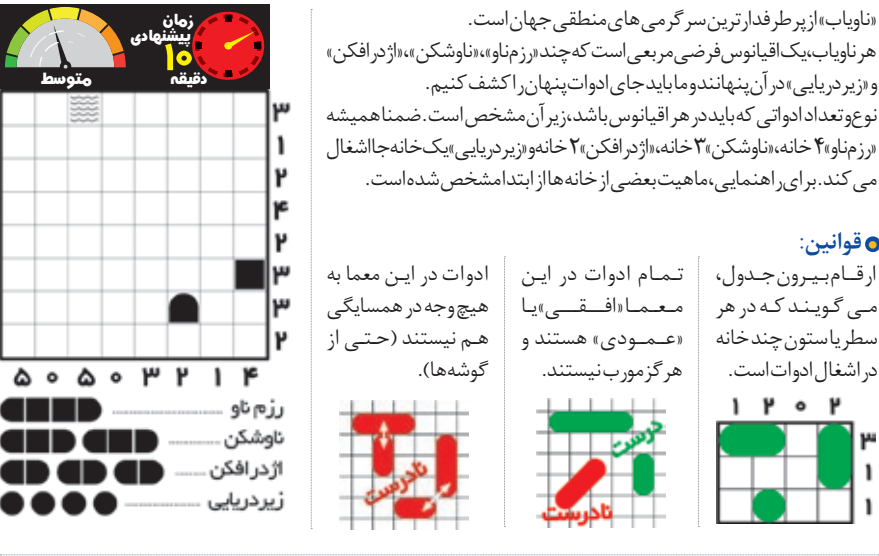 «ناویاب» از پرطرفدارترین سرگرمی های منطقی جهان است.
هر ناویاب، یک اقیانوس فرضی مربعی است که چند «رزم‌ناو»، «ناوشکن»، «اژدرافکن»
و «زیردریایی» در آن پنهانند و ما باید جای ادوات پنهان را کشف کنیم.
نوع و تعداد ادواتی که باید در هر اقیانوس باشد، زیر آن مشخص است. ضمنا همیشه
«رزم‌ناو» ۴ خانه، «ناوشکن» ۳ خانه، «اژدرافکن» ۲ خانه و «زیردریایی» یک خانه جا اشغال
می کند. برای راهنمایی، ماهیت بعضی از خانه‌ها از ابتدا مشخص شده است.
قوانین:
ارقام بیرون جدول،
می گویند که در هر
سطر یا ستون چند خانه
در اشغال ادوات است.
۱ ۲ ۰ ۲
۳
۱
۱
تمام ادوات در این
معما «افقی» یا
«عمودی» هستند و
هرگز مورب نیستند.
درست
نادرست
ادوات در این معما به
هیچ وجه در همسایگی
هم نیستند (حتی از
گوشه‌ها).
نادرست
زمان
پیشنهادی
۱۰
دقیقه
متوسط
۳
۱
۲
۴
۲
۳
۳
۲
۵ ۰ ۵ ۰ ۳ ۲ ۱ ۴
رزم ناو
ناوشکن
اژدرافکن
زیردریایی